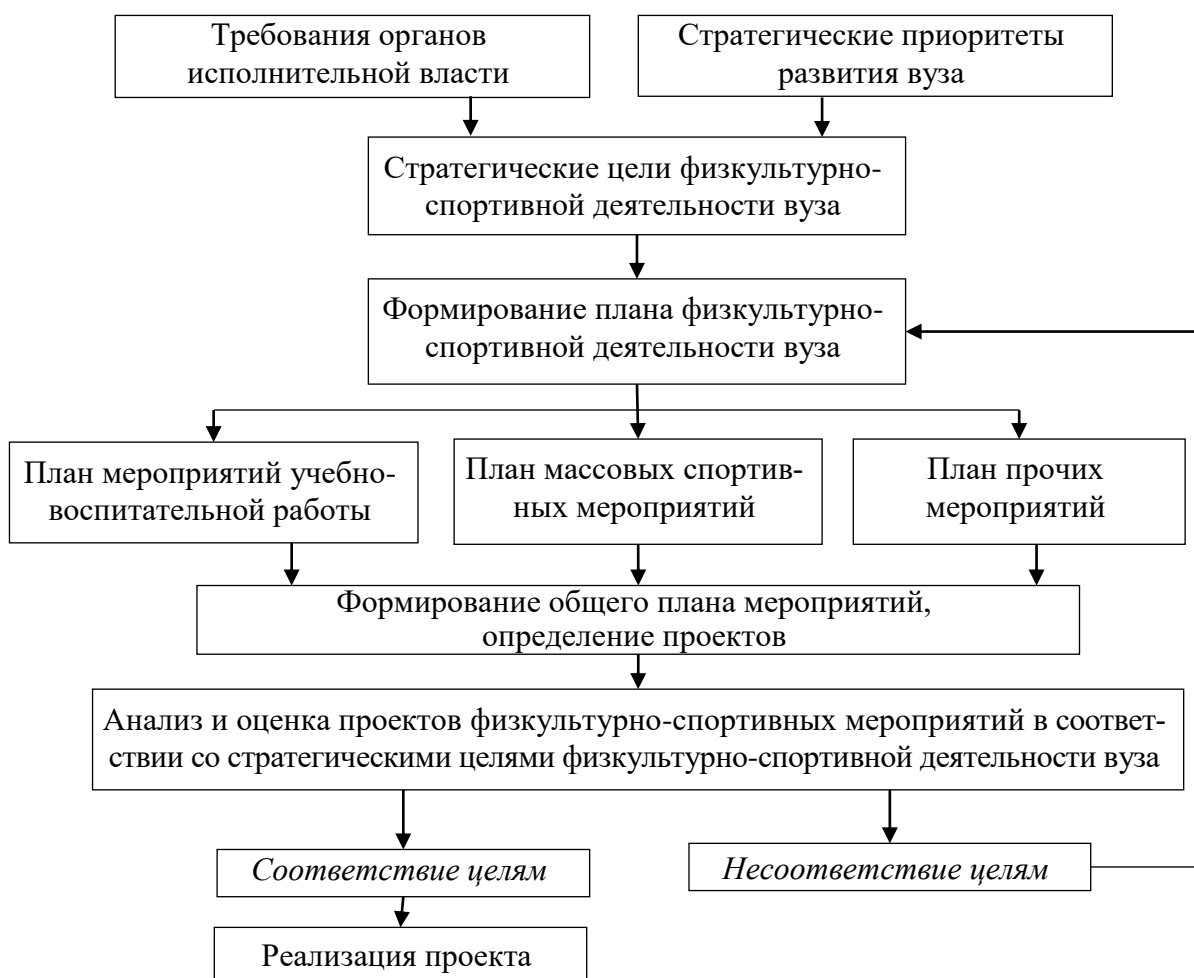 Требования органов
исполнительной власти
Стратегические приоритеты
развития вуза
Стратегические цели физкультурно-
спортивной деятельности вуза
Формирование плана физкультурно-
спортивной деятельности вуза
План мероприятий учебно-
воспитательной работы
План массовых спортив-
ных мероприятий
План прочих
мероприятий
Формирование общего плана мероприятий,
определение проектов
Анализ и оценка проектов физкультурно-спортивных мероприятий в соответ-
ствии со стратегическими целями физкультурно-спортивной деятельности вуза
Соответствие целям
Несоответствие целям
Реализация проекта